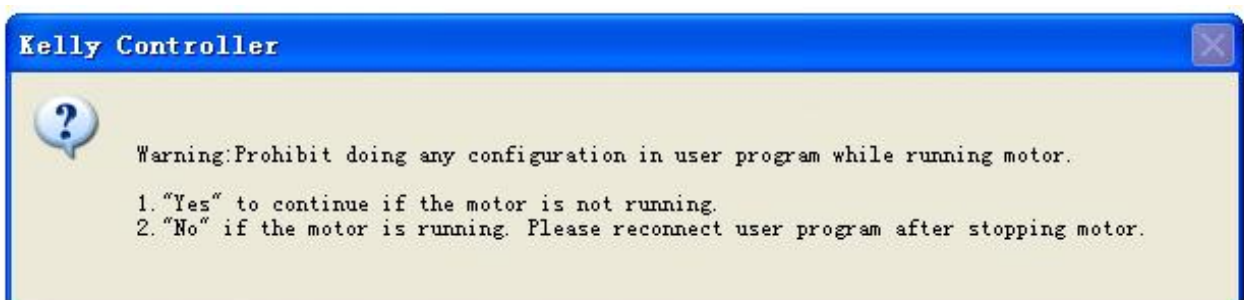 Kelly Controller
?
Warning:Prohibit doing any configuration in user program while running motor.
1."Yes" to continue if the motor is not running.
2."No" if the motor is running. Please reconnect user program after stopping motor.